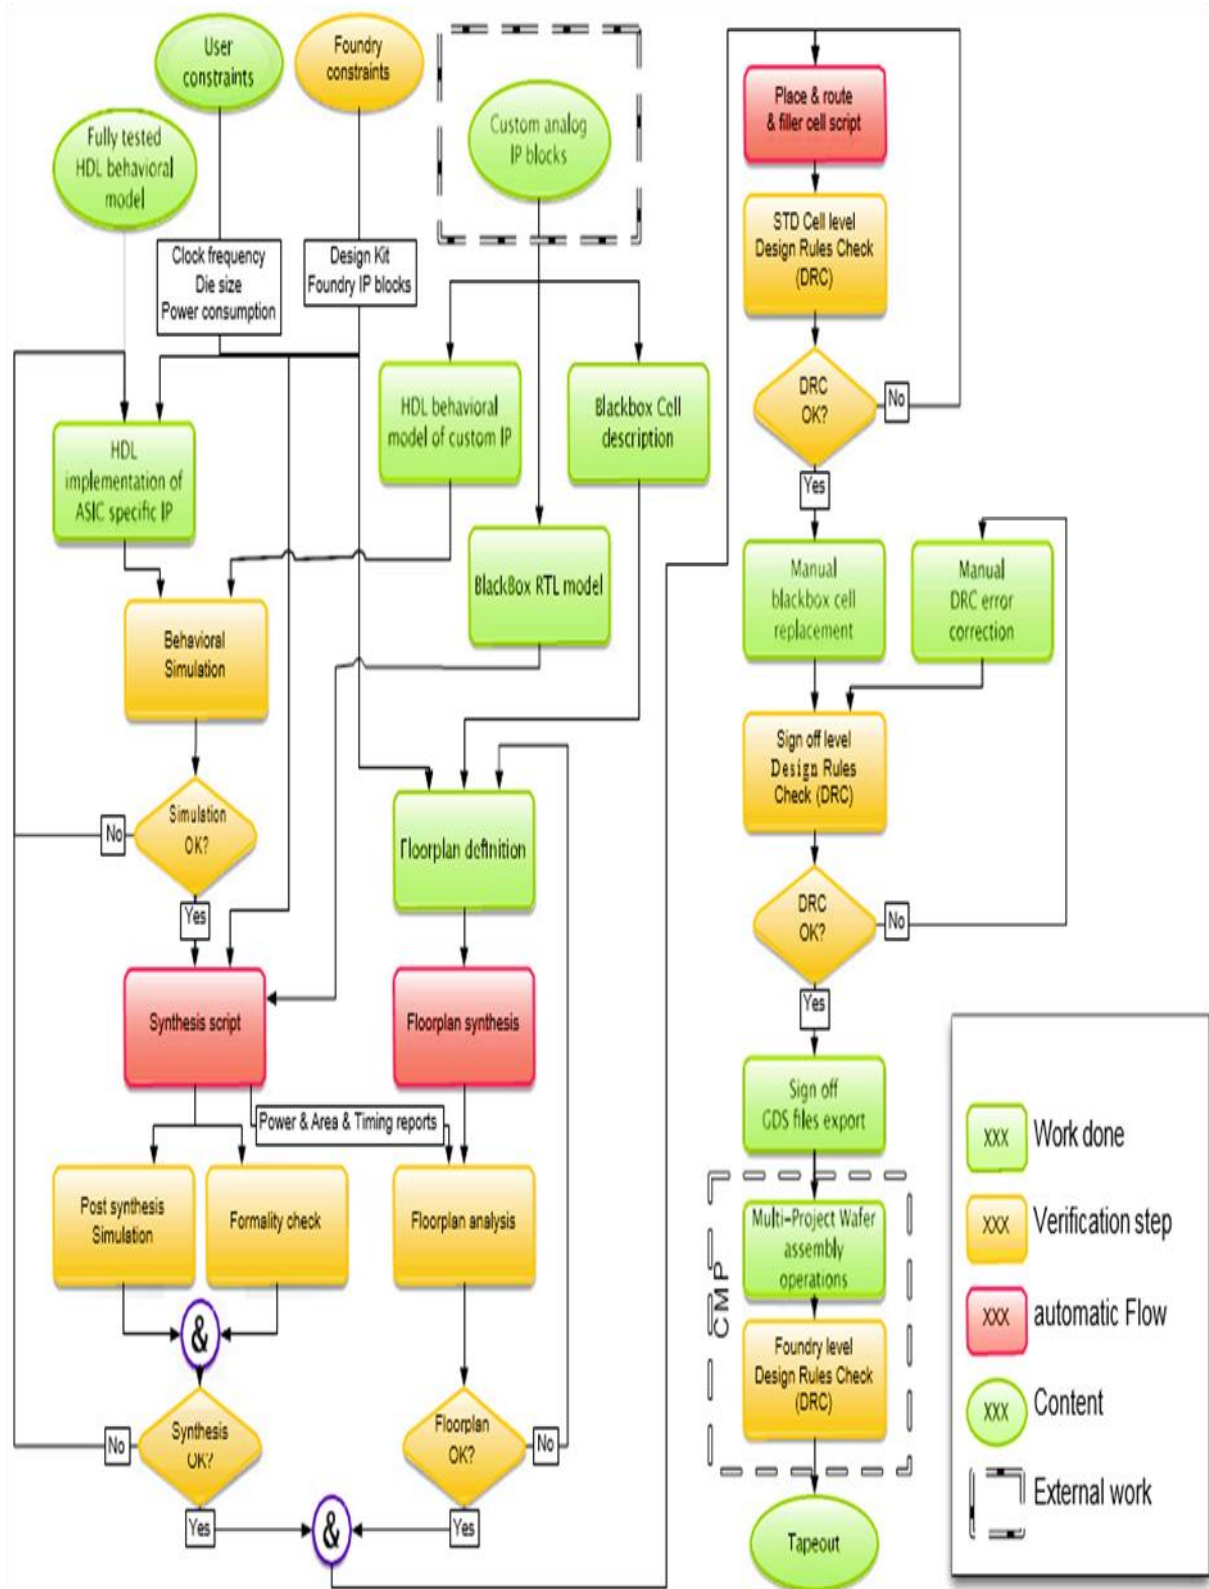 User
constraints
Foundry
constraints
Custom analog
IP blocks
Fully tested
HDL behavioral
model
Clock frequency
Die size
Power consumption
Design Kit
Foundry IP blocks
HDL
implementation of
ASIC specific IP
HDL behavioral
model of custom IP
Blackbox Cell
description
BlackBox RTL model
Behavioral
Simulation
Simulation
OK?
No
Yes
Floorplan definition
Synthesis script
Floorplan synthesis
Power & Area & Timing reports
Post synthesis
Simulation
Formality check
Floorplan analysis
&
Synthesis
OK?
No
Yes
Floorplan
OK?
No
Yes
&
Place & route
& filler cell script
STD Cell level
Design Rules Check
(DRC)
DRC
OK?
No
Yes
Manual
blackbox cell
replacement
Manual
DRC error
correction
Sign off level
Design Rules
Check (DRC)
DRC
OK?
No
Yes
Sign off
GDS files export
CMP
Multi-Project Wafer
assembly
operations
Foundry level
Design Rules Check
(DRC)
Tapeout
XXX Work done
XXX Verification step
XXX automatic Flow
XXX Content
External work